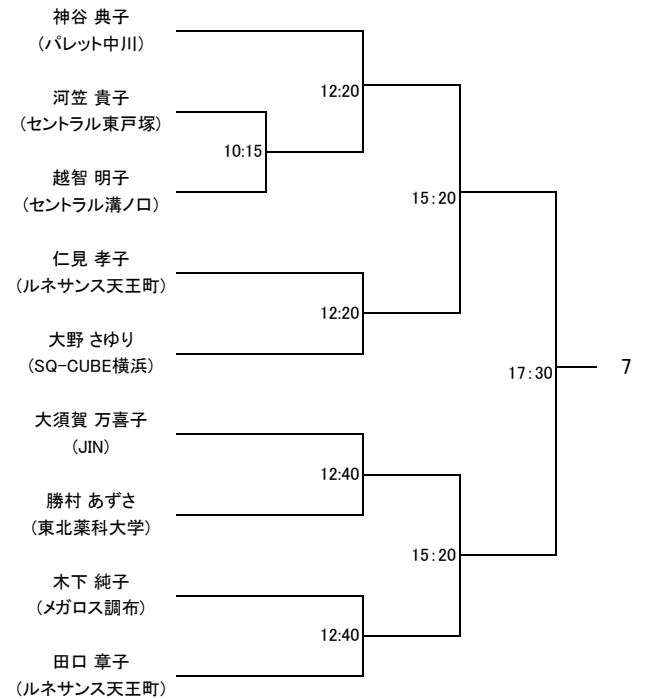 神谷 典子
(パレット中川)
12:20
河笠 貴子
(セントラル東戸塚)
10:15
越智 明子
(セントラル溝ノ口)
15:20
仁見 孝子
(ルネサンス天王町)
12:20
大野 さゆり
(SQ-CUBE横浜)
17:30
7
大須賀 万喜子
(JIN)
12:40
勝村 あずさ
(東北薬科大学)
15:20
木下 純子
(メガロス調布)
12:40
田口 章子
(ルネサンス天王町)